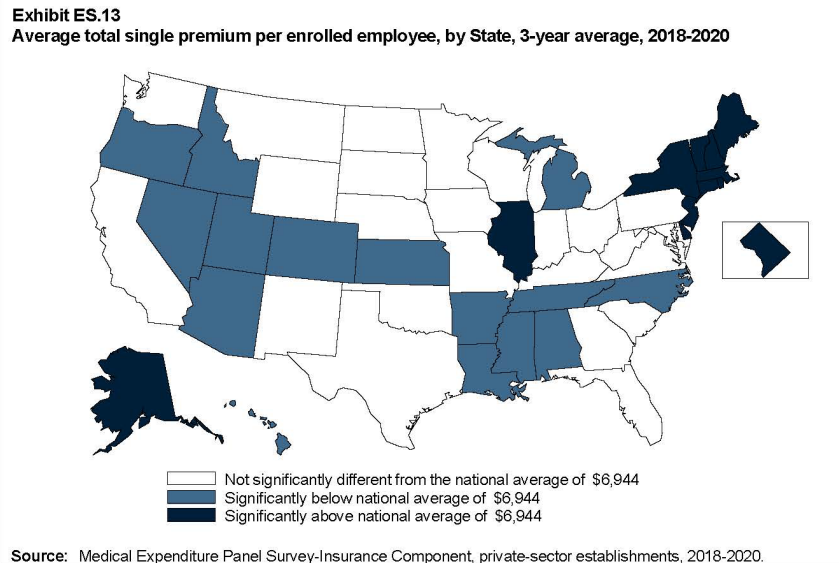 Exhibit ES.13
Average total single premium per enrolled employee, by State, 3-year average, 2018-2020
Not significantly different from the national average of $6,944
Significantly below national average of $6,944
Significantly above national average of $6,944
Source: Medical Expenditure Panel Survey-Insurance Component, private-sector establishments, 2018-2020.